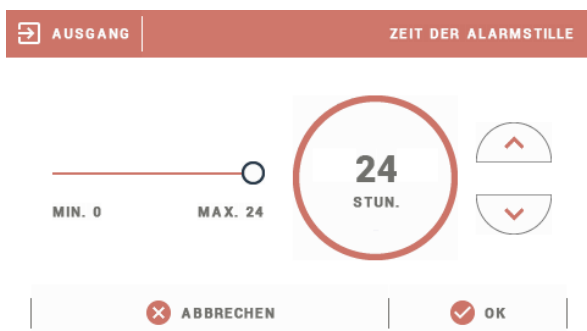 AUSGANG
ZEIT DER ALARMSTILLE
24
STUN.
MIN. 0
MAX. 24
ABBRECHEN
OK